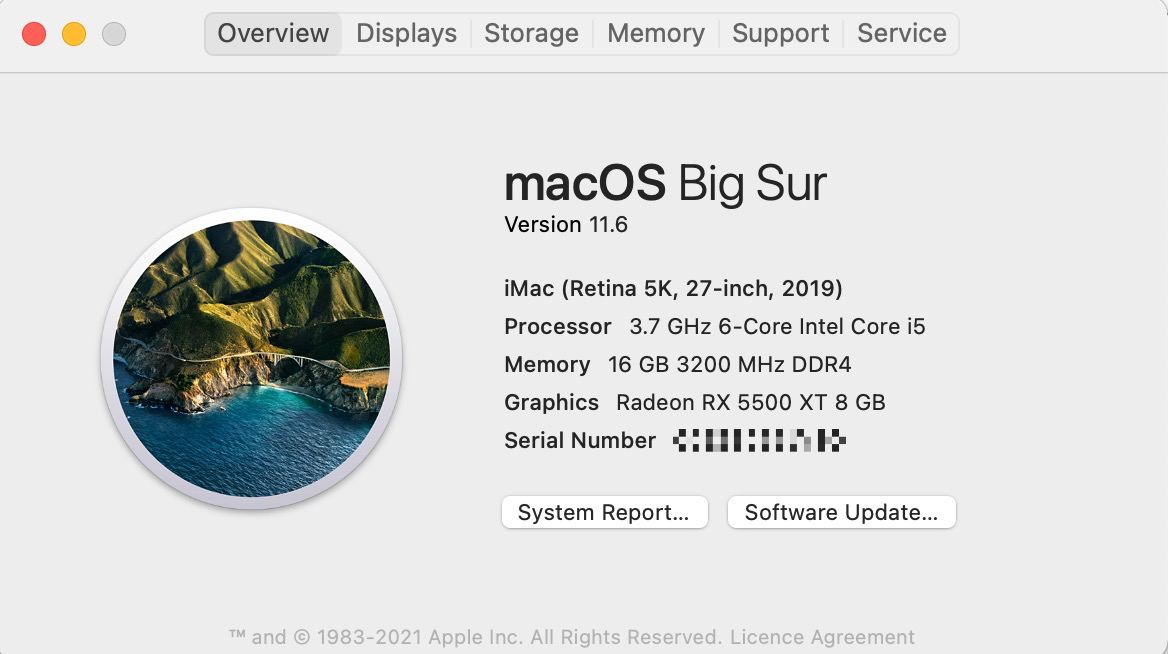 Overview Displays Storage Memory Support Service
macOS Big Sur
Version 11.6
iMac (Retina 5K, 27-inch, 2019)
Processor 3.7 GHz 6-Core Intel Core i5
Memory 16 GB 3200 MHz DDR4
Graphics Radeon RX 5500 XT 8 GB
Serial Number
System Report... Software Update...
™ and © 1983-2021 Apple Inc. All Rights Reserved. Licence Agreement